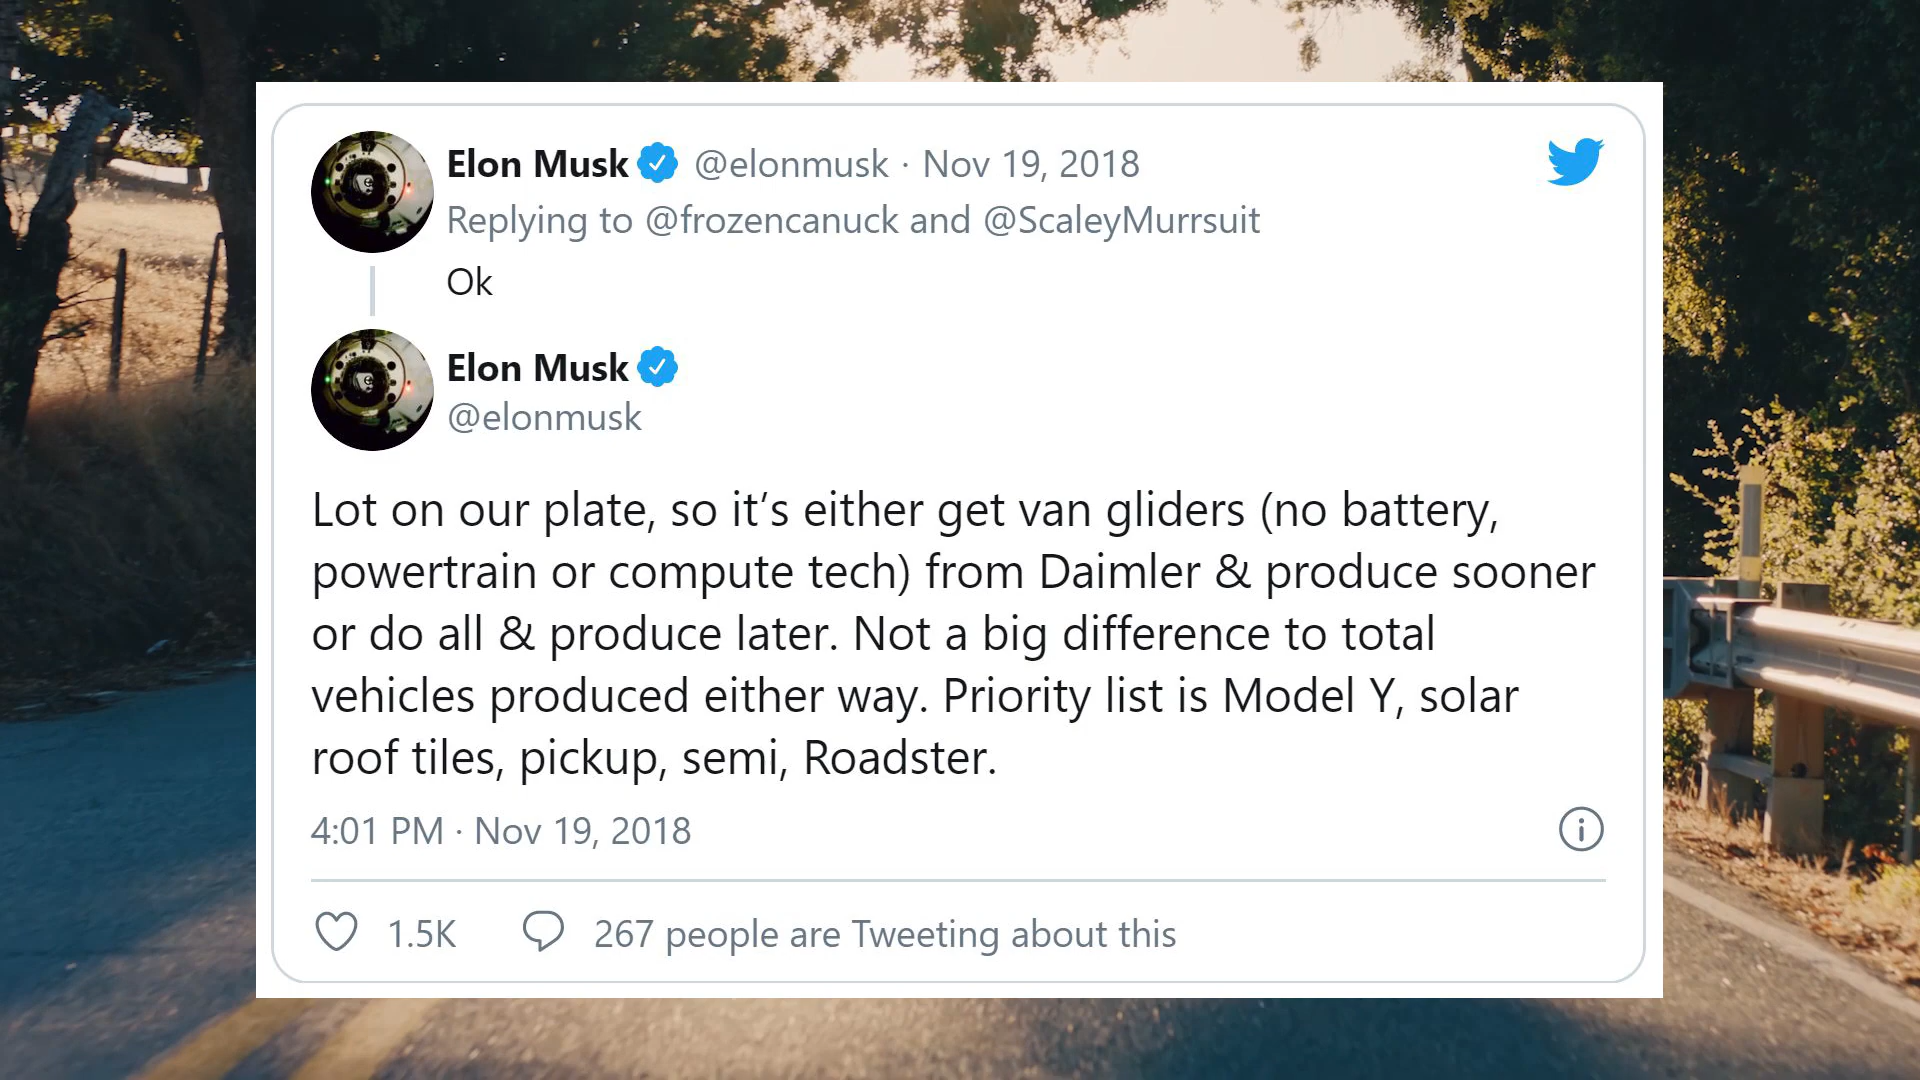 Elon Musk @elonmusk · Nov 19, 2018
Replying to @frozencanuck and @ScaleyMurrsuit
Ok
Elon Musk
@elonmusk
Lot on our plate, so it’s either get van gliders (no battery,
powertrain or compute tech) from Daimler & produce sooner
or do all & produce later. Not a big difference to total
vehicles produced either way. Priority list is Model Y, solar
roof tiles, pickup, semi, Roadster.
4:01 PM · Nov 19, 2018
1.5K 267 people are Tweeting about this